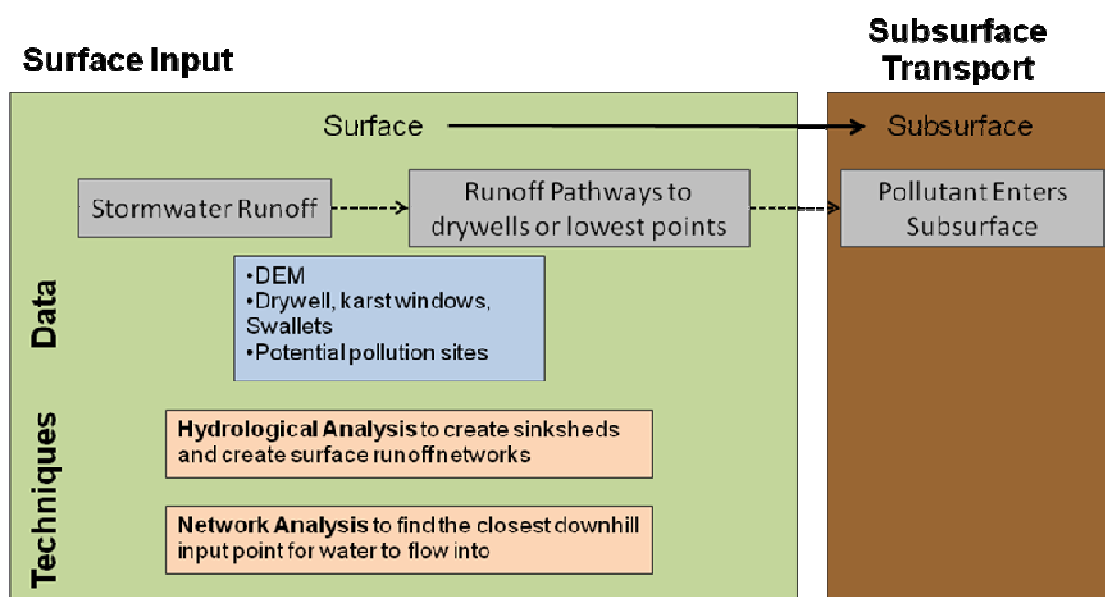 Surface Input
Subsurface
Transport
Surface
Subsurface
Stormwater Runoff
Runoff Pathways to
drywells or lowest points
Pollutant Enters
Subsurface
Data
•DEM
•Drywell, karst windows,
Swallets
•Potential pollution sites
Techniques
Hydrological Analysis to create sinksheds
and create surface runoff networks
Network Analysis to find the closest downhill
input point for water to flow into